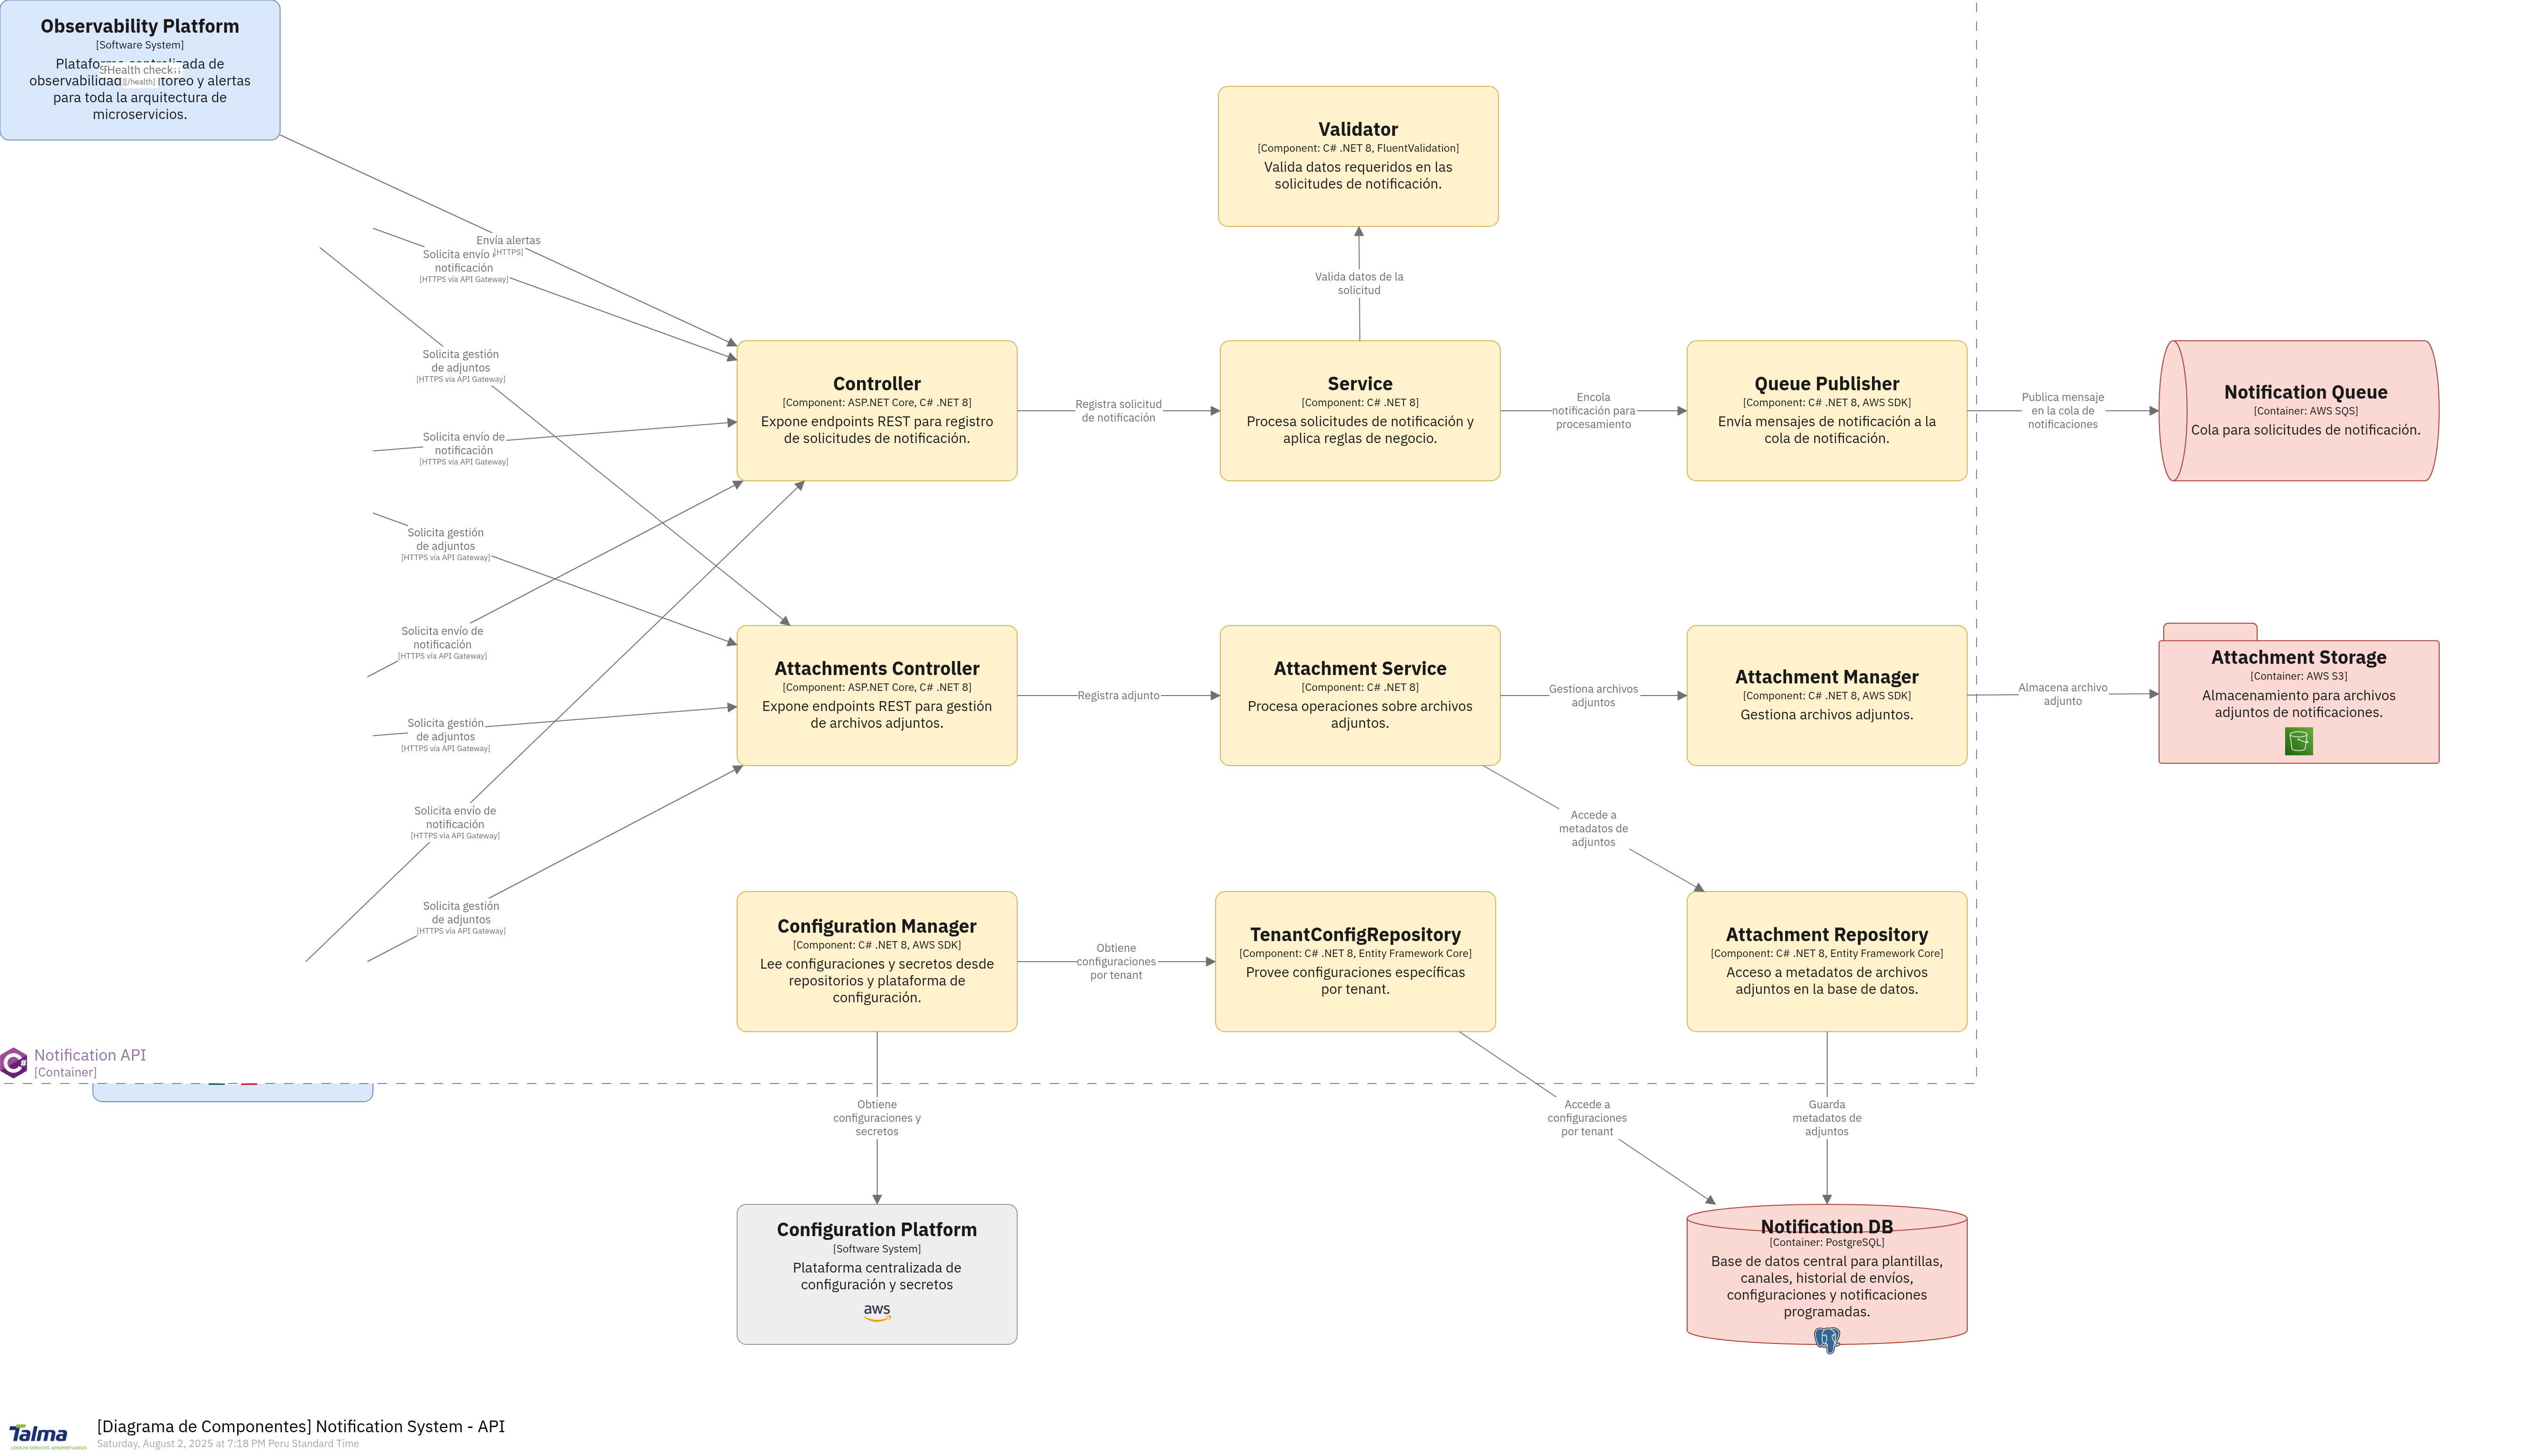 Observability Platform
[Software System]
Plataforma centralizada de
observabilidad
itoreo y alertas
para toda la arquitectura de
microservicios.
Health check
[/health]
Validator
[Component: C# .NET 8, FluentValidation]
Valida datos requeridos en las
solicitudes de notificación.
Envía alertas
[HTTPS]
Solicita envío
notificación
[HTTPS via API Gateway]
Valida datos de la
solicitud
Solicita gestión
de adjuntos
[HTTPS via API Gateway]
Solicita envío de
notificación
[HTTPS via API Gateway]
Controller
[Component: ASP.NET Core, C# .NET 8]
Expone endpoints REST para registro
de solicitudes de notificación.
Registra solicitud
de notificación
Service
[Component: C# .NET 8]
Procesa solicitudes de notificación y
aplica reglas de negocio.
Encola
notificación para
procesamiento
Queue Publisher
[Component: C# .NET 8, AWS SDK]
Envía mensajes de notificación a la
cola de notificación.
Publica mensaje
en la cola de
notificaciones
Notification Queue
[Container: AWS SQS]
Cola para solicitudes de notificación.
Solicita gestión
de adjuntos
[HTTPS via API Gateway]
Solicita envío de
notificación
[HTTPS via API Gateway]
Solicita gestión
de adjuntos
[HTTPS via API Gateway]
Attachments Controller
[Component: ASP.NET Core, C# .NET 8]
Expone endpoints REST para gestión
de archivos adjuntos.
Registra adjunto
Attachment Service
[Component: C# .NET 8]
Procesa operaciones sobre archivos
adjuntos.
Gestiona archivos
adjuntos
Attachment Manager
[Component: C# .NET 8, AWS SDK]
Gestiona archivos adjuntos.
Almacena archivo
adjunto
Attachment Storage
[Container: AWS S3]
Almacenamiento para archivos
adjuntos de notificaciones.
Solicita envío de
notificación
[HTTPS via API Gateway]
Accede a
metadatos de
adjuntos
Solicita gestión
de adjuntos
[HTTPS via API Gateway]
Configuration Manager
[Component: C# .NET 8, AWS SDK]
Lee configuraciones y secretos desde
repositorios y plataforma de
configuración.
Obtiene
configuraciones
por tenant
TenantConfigRepository
[Component: C# .NET 8, Entity Framework Core]
Provee configuraciones específicas
por tenant.
Attachment Repository
[Component: C# .NET 8, Entity Framework Core]
Acceso a metadatos de archivos
adjuntos en la base de datos.
Notification API
[Container]
Obtiene
configuraciones y
secretos
Accede a
configuraciones
por tenant
Guarda
metadatos de
adjuntos
Configuration Platform
[Software System]
Plataforma centralizada de
configuración y secretos
aws
Notification DB
[Container: PostgreSQL]
Base de datos central para plantillas,
canales, historial de envíos,
configuraciones y notificaciones
programadas.
Talma
LÍDER EN SERVICIOS AEROPORTUARIOS
[Diagrama de Componentes] Notification System - API
Saturday, August 2, 2025 at 7:18 PM Peru Standard Time